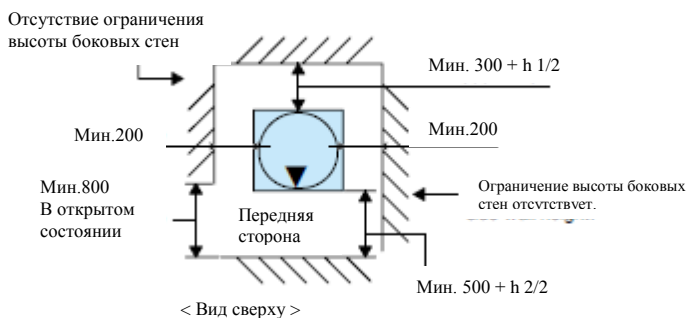 Отсутствие ограничения
высоты боковых стен
Мин. 300 + h 1/2
Мин.200
Мин.200
Мин.800
В открытом
состоянии
Передняя
сторона
Ограничение высоты боковых
стен отсутствует.
Мин. 500 + h 2/2
< Вид сверху >